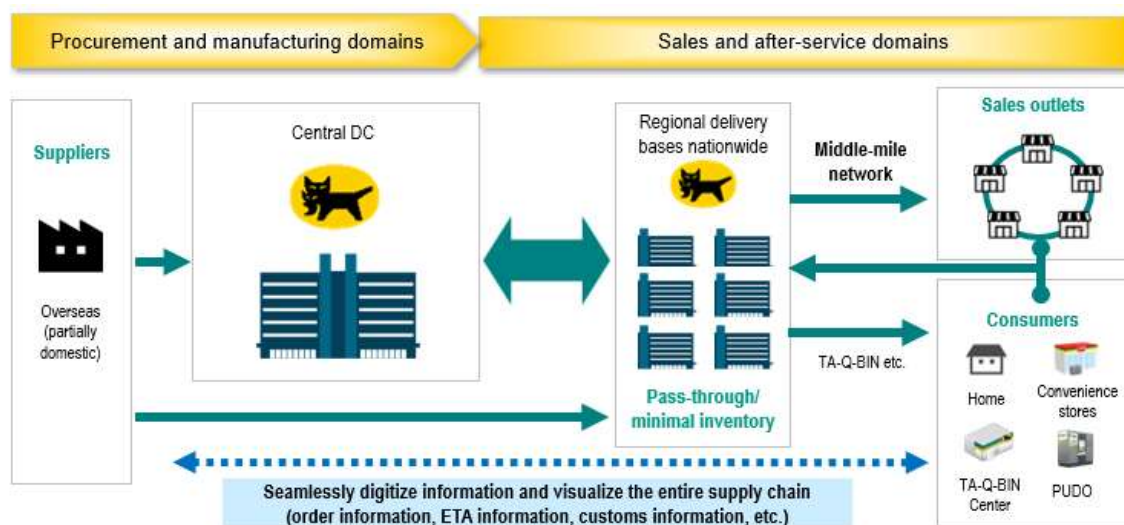 Procurement and manufacturing domains
Sales and after-service domains
Suppliers
Overseas
(partially
domestic)
Central DC
Regional delivery
bases nationwide
Pass-through/
minimal inventory
Middle-mile
network
TA-Q-BIN etc.
Sales outlets
Consumers
Home
Convenience
stores
TA-Q-BIN
Center
PUDO
Seamlessly digitize information and visualize the entire supply chain
(order information, ETA information, customs information, etc.)